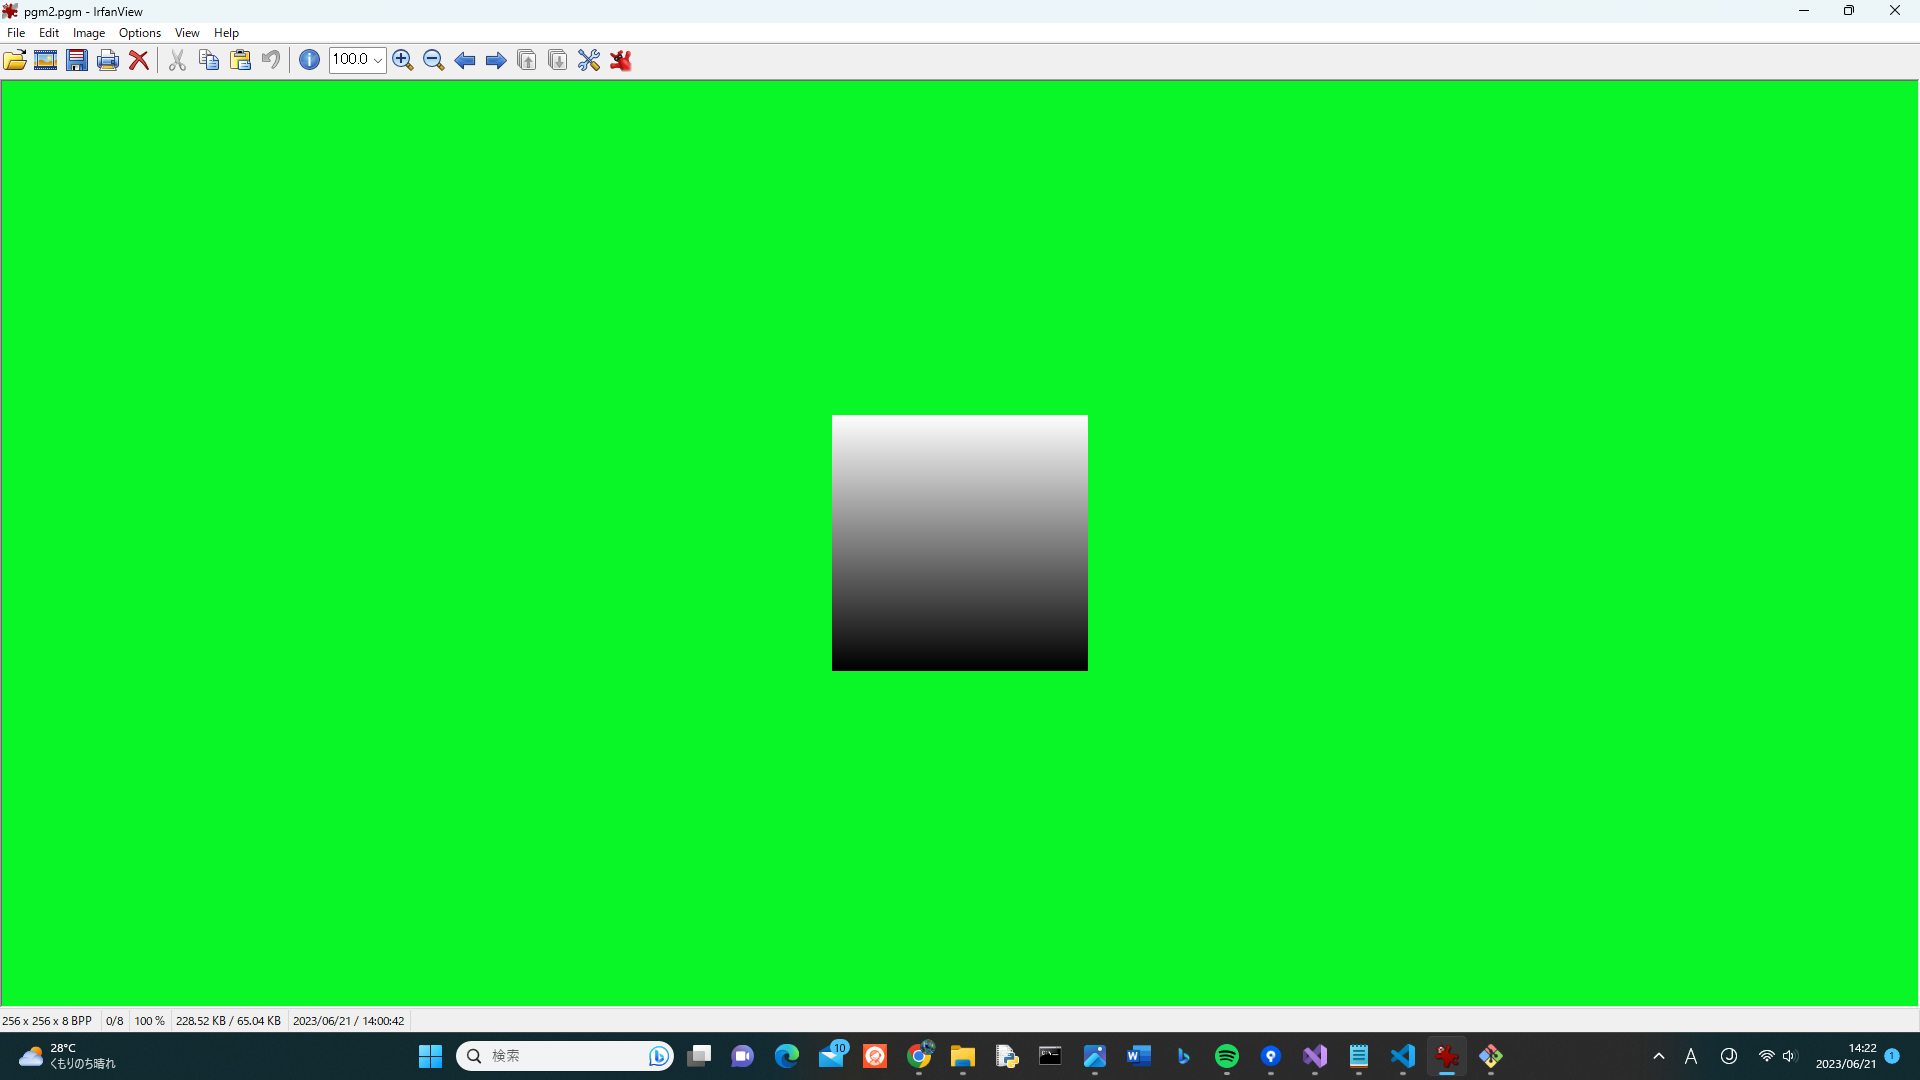 pgm2.pgm - IrfanView
File Edit Image Options View Help
100.0
256 x 256 x 8 BPP 0/8 100 % 228.52 KB / 65.04 KB 2023/06/21 / 14:00:42
28°C
くもりのち晴れ
検索
10
A
14:22
2023/06/21
1